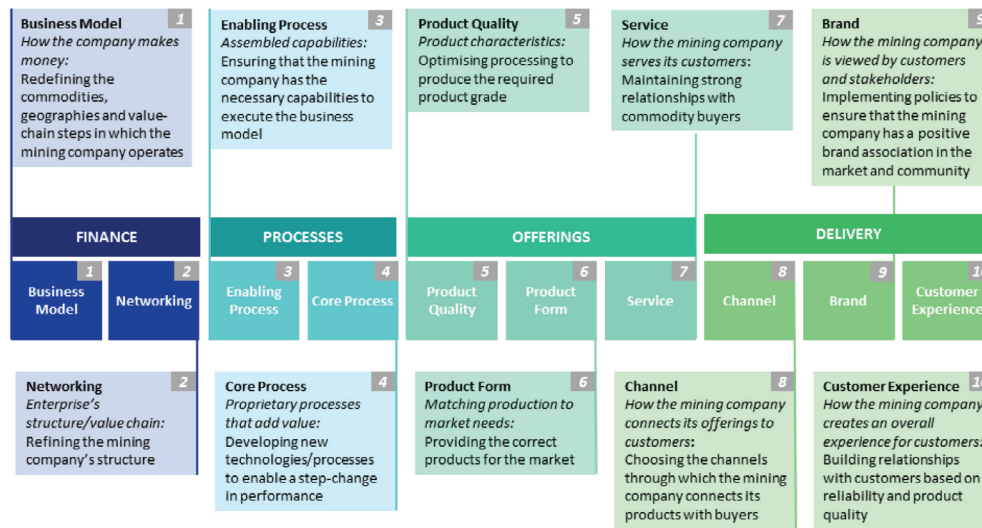 Business Model 1
How the company makes
money:
Redefining the
commodities,
geographies and value-
chain steps in which the
mining company operates
Enabling Process 3
Assembled capabilities:
Ensuring that the mining
company has the
necessary capabilities to
execute the business
model
Product Quality 5
Product characteristics:
Optimising processing to
produce the required
product grade
Service 7
How the mining company
serves its customers:
Maintaining strong
relationships with
commodity buyers
Brand 9
How the mining company
is viewed by customers
and stakeholders:
Implementing policies to
ensure that the mining
company has a positive
brand association in the
market and community
FINANCE
PROCESSES
OFFERINGS
DELIVERY
1
Business
Model
2
Networking
3
Enabling
Process
4
Core Process
5
Product
Quality
6
Product
Form
7
Service
8
Channel
9
Brand
10
Customer
Experience
Networking 2
Enterprise's
structure/value chain:
Refining the mining
company's structure
Core Process 4
Proprietary processes
that add value:
Developing new
technologies/processes
to enable a step-change
in performance
Product Form 6
Matching production to
market needs:
Providing the correct
products for the market
Channel 8
How the mining company
connects its offerings to
customers:
Choosing the channels
through which the mining
company connects its
products with buyers
Customer Experience 10
How the mining company
creates an overall
experience for customers:
Building relationships
with customers based on
reliability and product
quality